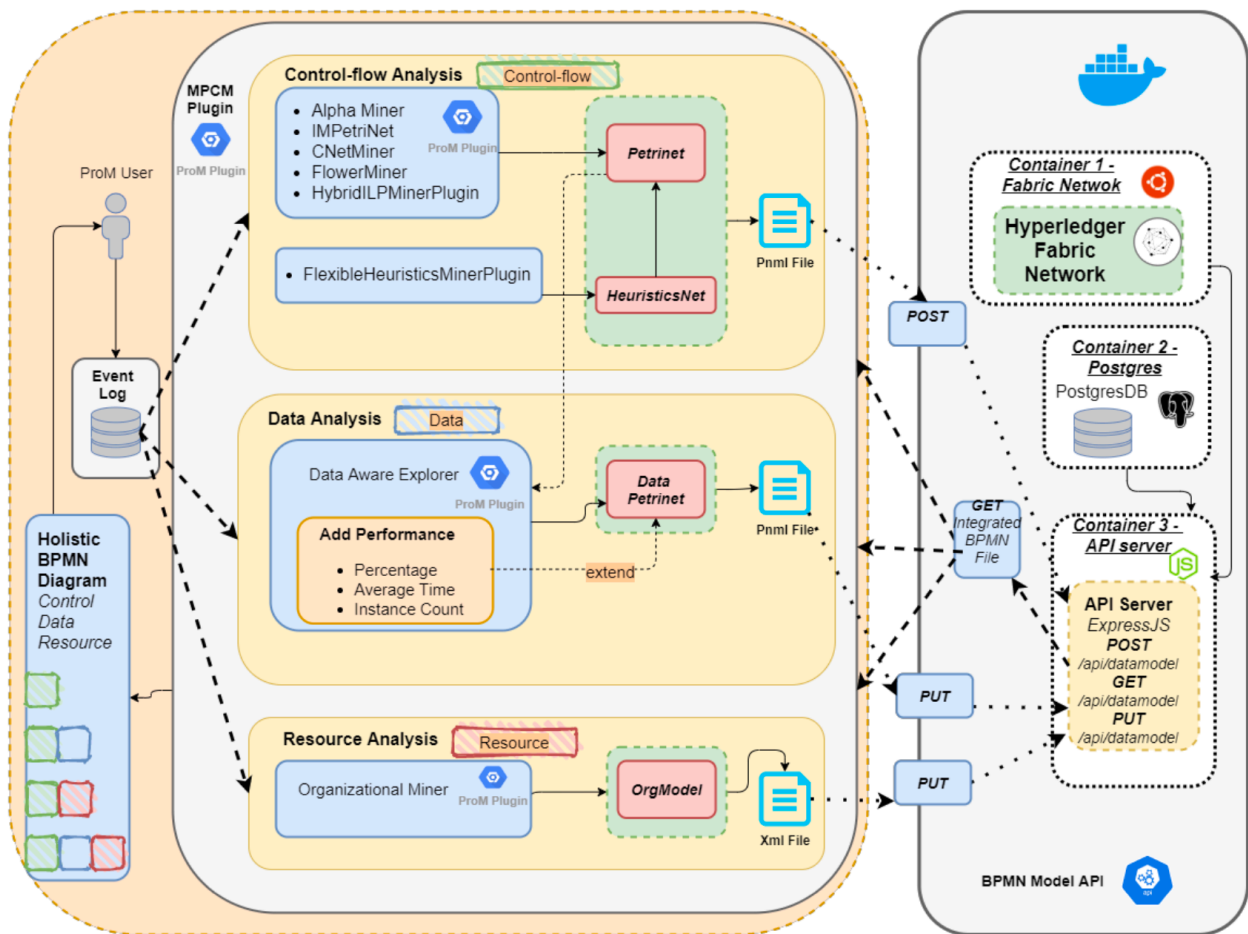 MPCM
Plugin
ProM Plugin
ProM User
Event
Log
Holistic
BPMN
Diagram
Control
Data
Resource
Control-flow Analysis
Control-flow
• Alpha Miner
• IMPetriNet
• CNetMiner
• FlowerMiner
• HybridILPMinerPlugin
ProM Plugin
• FlexibleHeuristicsMinerPlugin
Petrinet
HeuristicsNet
Pnml File
Data Analysis
Data
Data Aware Explorer
ProM Plugin
Add Performance
• Percentage
• Average Time
• Instance Count
extend
Data
Petrinet
Pnml File
Resource Analysis
Resource
Organizational Miner
ProM Plugin
OrgModel
Xml File
POST
GET
Integrated
BPMN
File
PUT
PUT
Container 1 -
Fabric Netwok
Hyperledger
Fabric
Network
Container 2 -
Postgres
PostgresDB
Container 3 -
API server
JS
API Server
ExpressJS
POST
/api/datamodel
GET
/api/datamodel
PUT
/api/datamodel
BPMN Model API
api